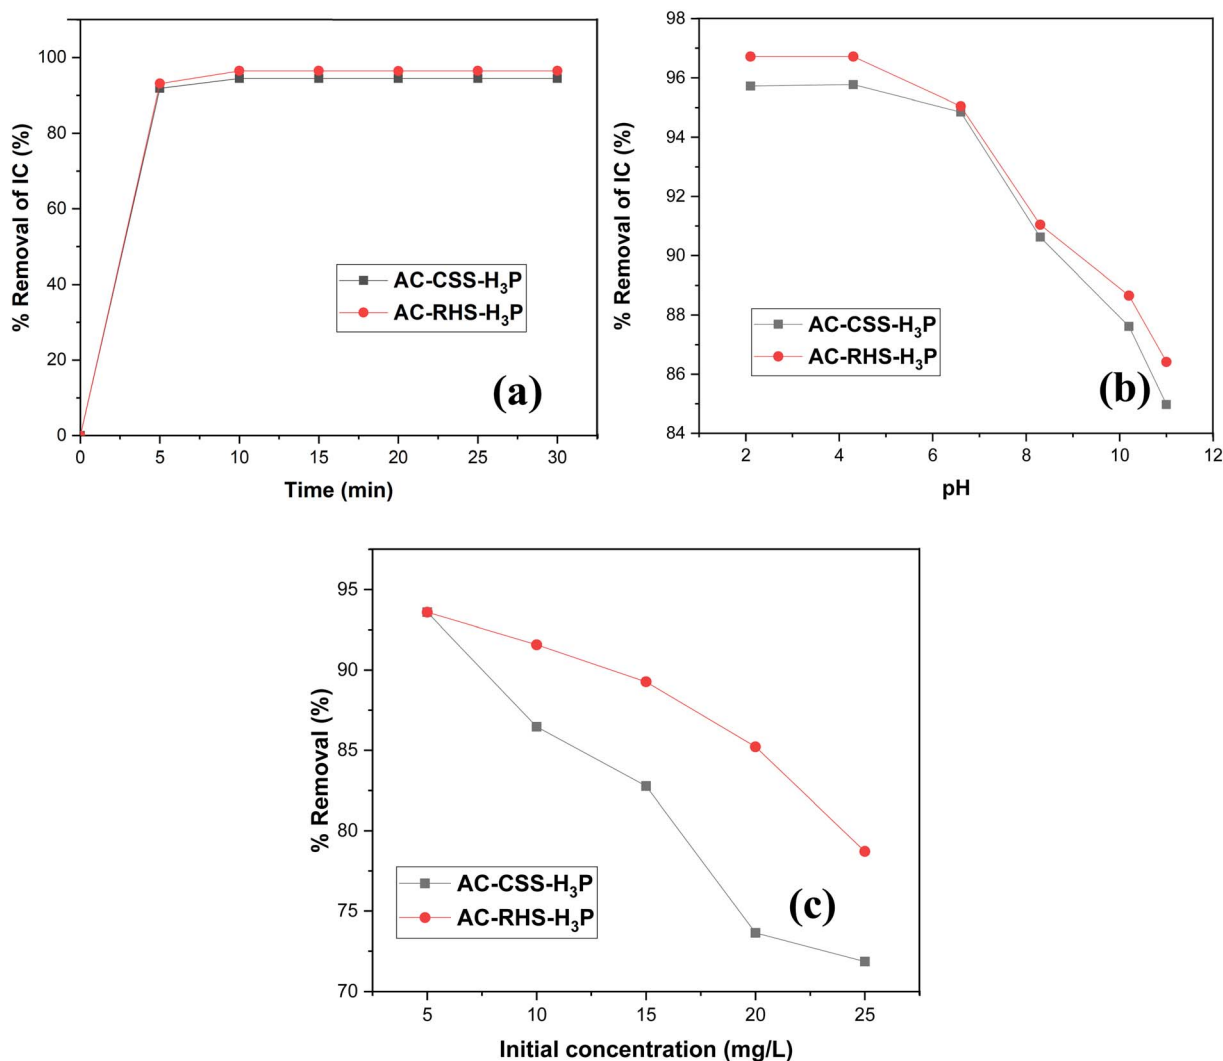 % Removal of IC (%)
100
80
60
40
20
0
AC-CSS-H₃P
AC-RHS-H₃P
(a)
0 5 10 15 20 25 30
Time (min)
% Removal of IC (%)
98
96
94
92
90
88
86
84
AC-CSS-H₃P
AC-RHS-H₃P
(b)
2 4 6 8 10 12
pH
% Removal (%)
95
90
85
80
75
70
AC-CSS-H₃P
AC-RHS-H₃P
(c)
5 10 15 20 25
Initial concentration (mg/L)